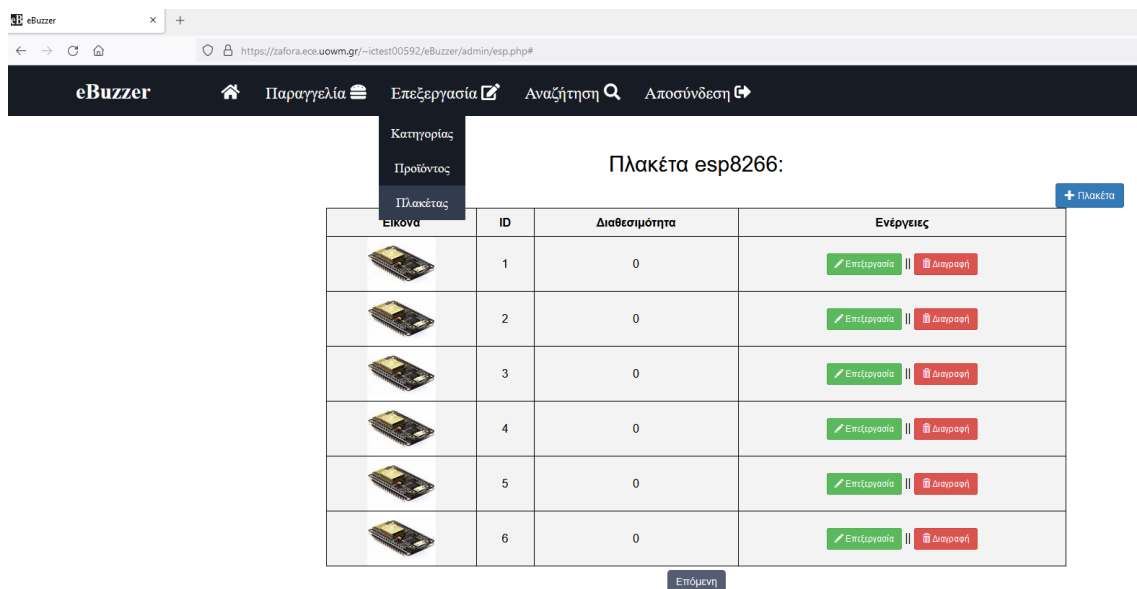 eBuzzer
https://zafora.ece.uowm.gr/~ictest00592/eBuzzer/admin/esp.php#
eBuzzer Παραγγελία Επεξεργασία Αναζήτηση Αποσύνδεση
Κατηγορίας
Προϊόντος
Πλακέτας
Πλακέτα esp8266:
+ Πλακέτα
Εικόνα ID Διαθεσιμότητα Ενέργειες
1 0 Επεξεργασία || Διαγραφή
2 0 Επεξεργασία || Διαγραφή
3 0 Επεξεργασία || Διαγραφή
4 0 Επεξεργασία || Διαγραφή
5 0 Επεξεργασία || Διαγραφή
6 0 Επεξεργασία || Διαγραφή
Επόμενη